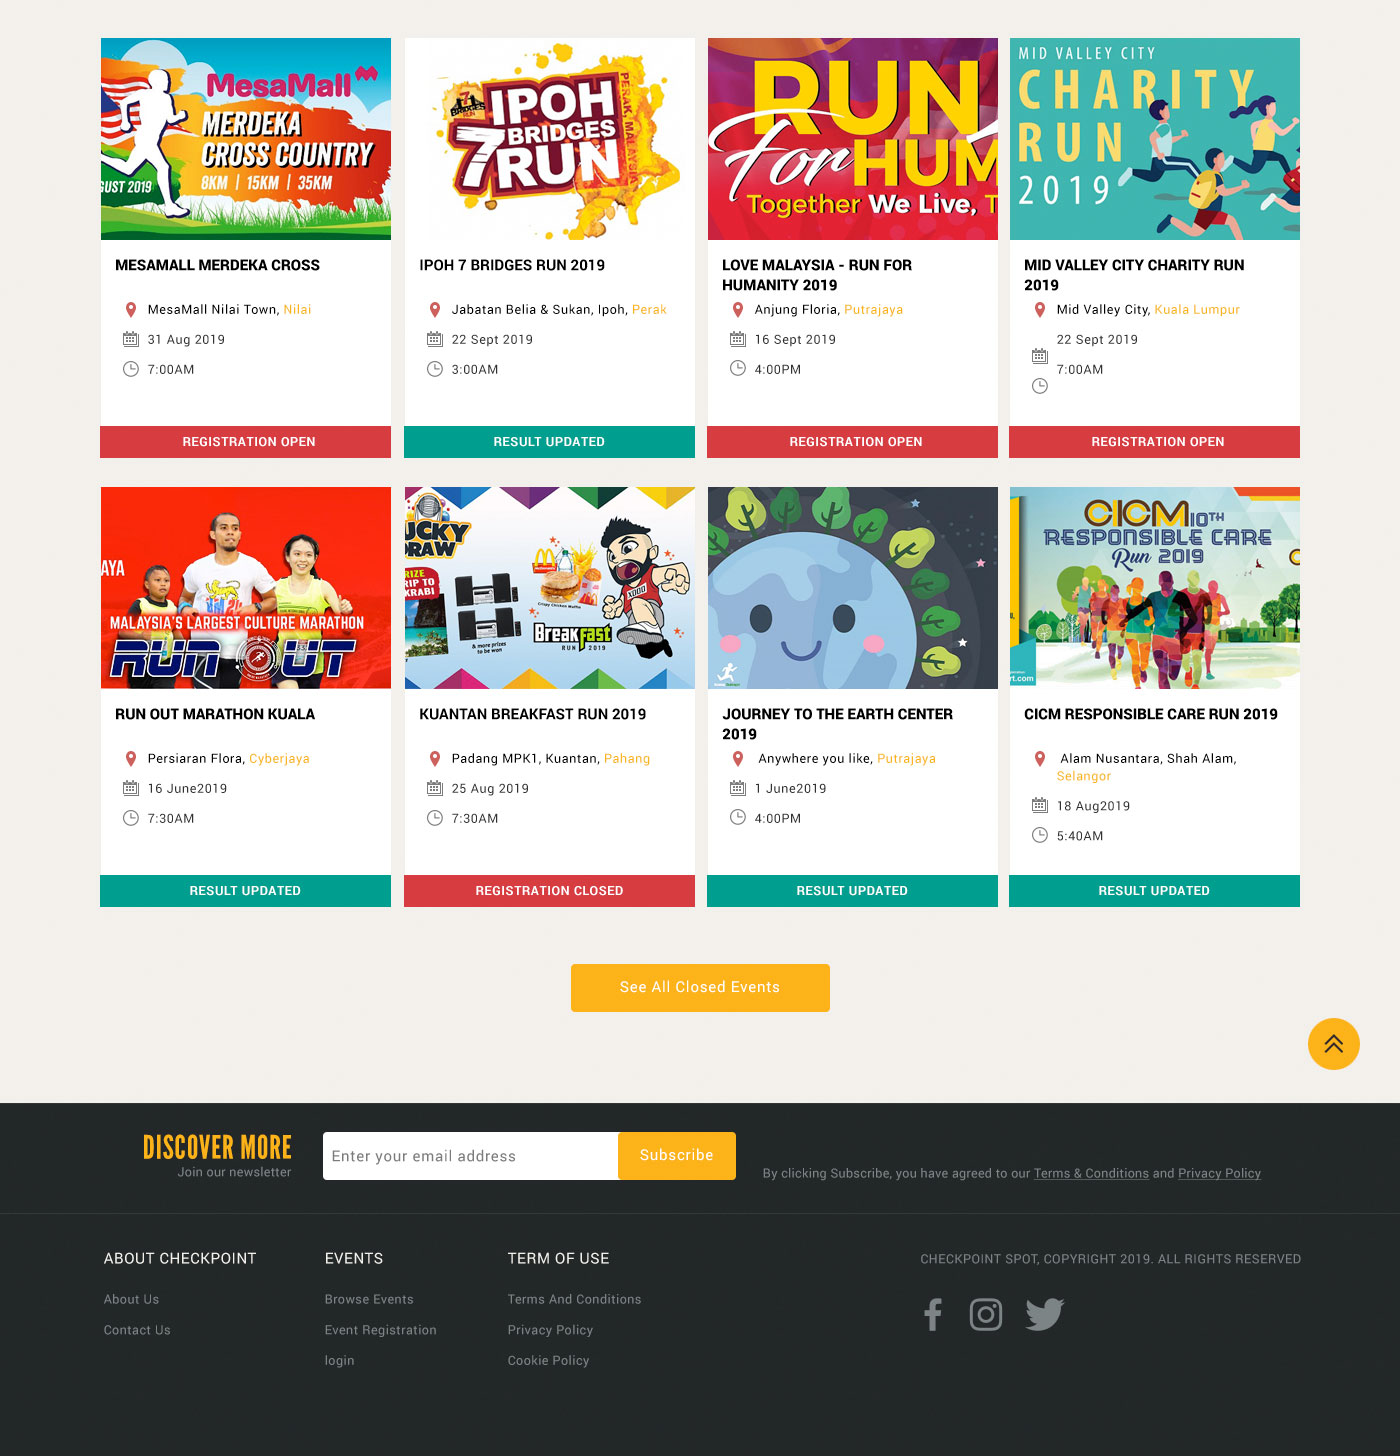 MesaMall
MERDEKA
CROSS COUNTRY
GUST 2019
8KM | 15KM | 35KM
MESAMALL MERDEKA CROSS
MesaMall Nilai Town, Nilai
31 Aug 2019
7:00AM
REGISTRATION OPEN
7
BRIDGES
RUN
IPOH
7 BRIDGES
RUN
PERAK, MALAYSIA
IPOH 7 BRIDGES RUN 2019
Jabatan Belia & Sukan, Ipoh, Perak
22 Sept 2019
3:00AM
RESULT UPDATED
RUN
For HUM
Together We Live, T
LOVE MALAYSIA - RUN FOR
HUMANITY 2019
Anjung Floria, Putrajaya
16 Sept 2019
4:00PM
REGISTRATION OPEN
MID VALLEY CITY
CHARITY
RUN
2019
MID VALLEY CITY CHARITY RUN
2019
Mid Valley City, Kuala Lumpur
22 Sept 2019
7:00AM
REGISTRATION OPEN
AYA
MALAYSIA'S LARGEST CULTURE MARATHON
RUN OUT
RUN OUT MARATHON KUALA
Persiaran Flora, Cyberjaya
16 June2019
7:30AM
RESULT UPDATED
UCKY
DRAW
RIZE
RIP TO
KRABI
McDonald's
Crispy Chicken Muffin
XODO
& more prizes
to be won
Breakfast
RUN 2019
KUANTAN BREAKFAST RUN 2019
Padang MPK1, Kuantan, Pahang
25 Aug 2019
7:30AM
REGISTRATION CLOSED
JOURNEY TO THE EARTH CENTER
2019
Anywhere you like, Putrajaya
1 June2019
4:00PM
RESULT UPDATED
CICM 10TH
RESPONSIBLE CARE
Run 2019
rt.com
CICM RESPONSIBLE CARE RUN 2019
Alam Nusantara, Shah Alam,
Selangor
18 Aug2019
5:40AM
RESULT UPDATED
See All Closed Events
DISCOVER MORE
Join our newsletter
Enter your email address
Subscribe
By clicking Subscribe, you have agreed to our Terms & Conditions and Privacy Policy
ABOUT CHECKPOINT
About Us
Contact Us
EVENTS
Browse Events
Event Registration
login
TERM OF USE
Terms And Conditions
Privacy Policy
Cookie Policy
CHECKPOINT SPOT, COPYRIGHT 2019. ALL RIGHTS RESERVED